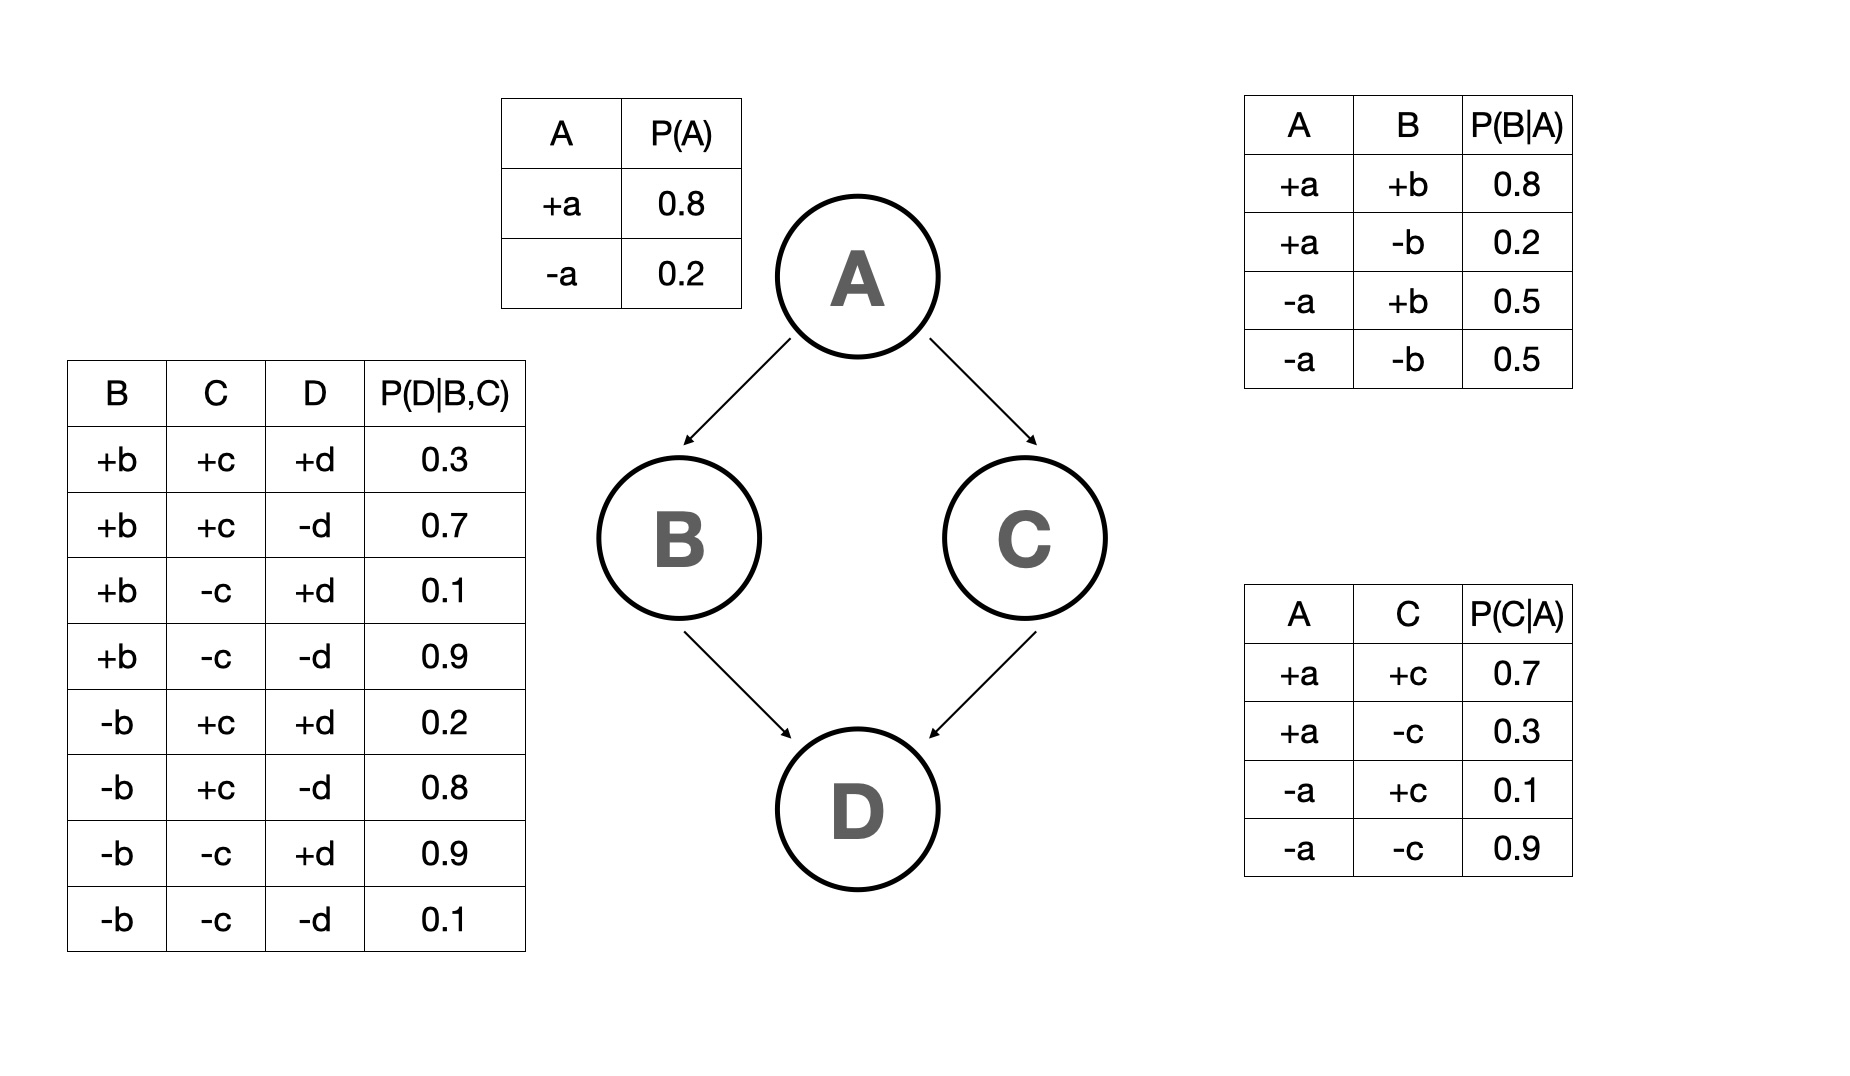 A P(A)
+a 0.8
-a 0.2
A B P(B|A)
+a +b 0.8
+a -b 0.2
-a +b 0.5
-a -b 0.5
A
B C D P(D|B,C)
+b +c +d 0.3
+b +c -d 0.7
+b -c +d 0.1
+b -c -d 0.9
-b +c +d 0.2
-b +c -d 0.8
-b -c +d 0.9
-b -c -d 0.1
B
C
A C P(C|A)
+a +c 0.7
+a -c 0.3
-a +c 0.1
-a -c 0.9
D